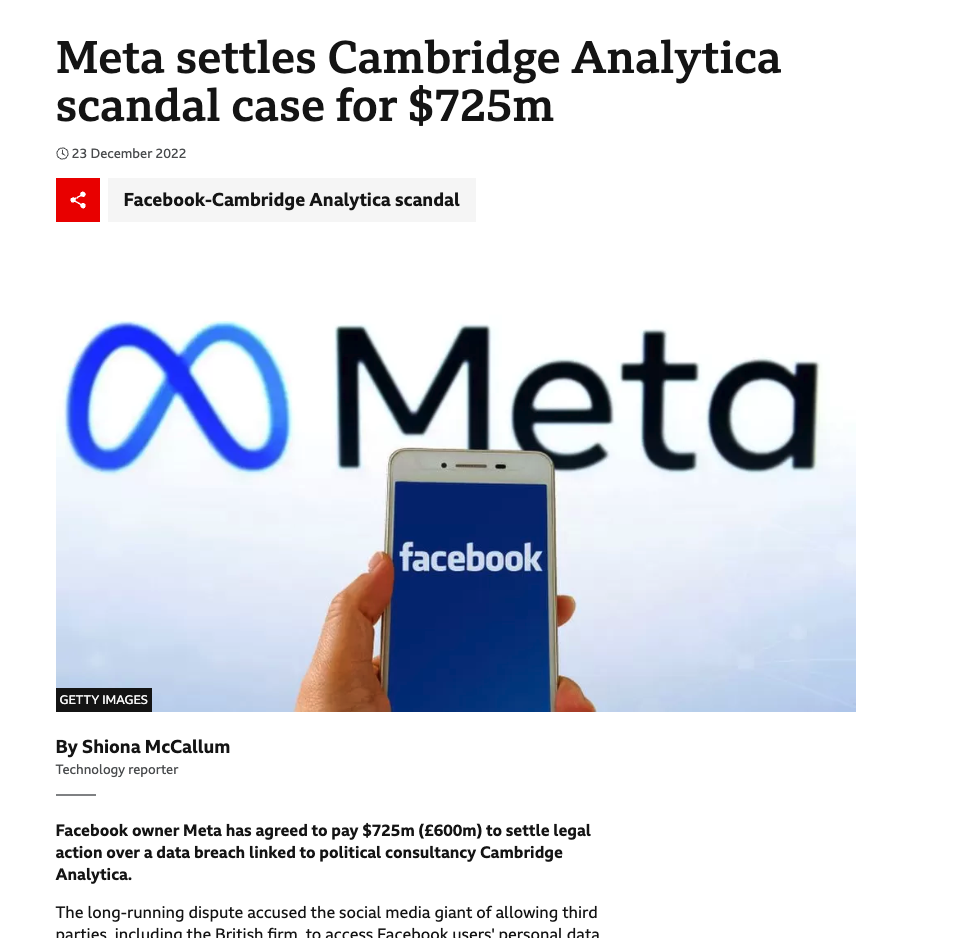 Meta settles Cambridge Analytica
scandal case for $725m
23 December 2022
Facebook-Cambridge Analytica scandal
Meta
facebook
GETTY IMAGES
By Shiona McCallum
Technology reporter
Facebook owner Meta has agreed to pay $725m (£600m) to settle legal
action over a data breach linked to political consultancy Cambridge
Analytica.
The long-running dispute accused the social media giant of allowing third
parties, including the British firm, to access Facebook users' personal data.